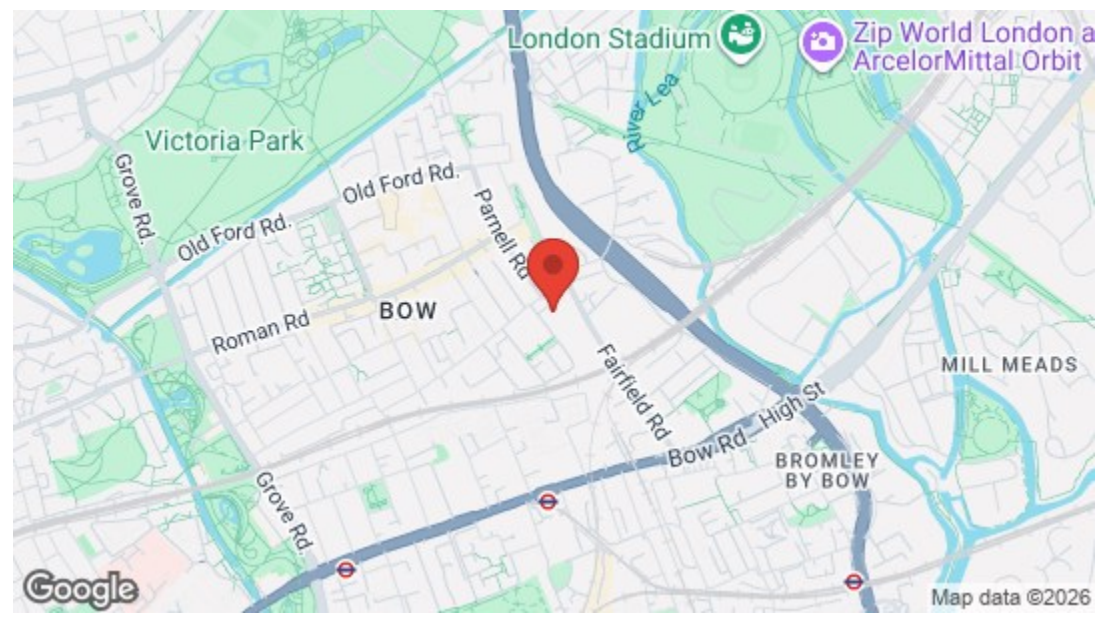 London Stadium
Zip World London a
ArcelorMittal Orbit
River Lea
Victoria Park
Grove Rd.
Old Ford Rd.
Old Ford Rd.
Parnell Rd
BOW
Roman Rd
MILL MEADS
Fairfield Rd
High St
Bow Rd
BROMLEY
BY BOW
Grove Rd.
Google
Map data ©2026